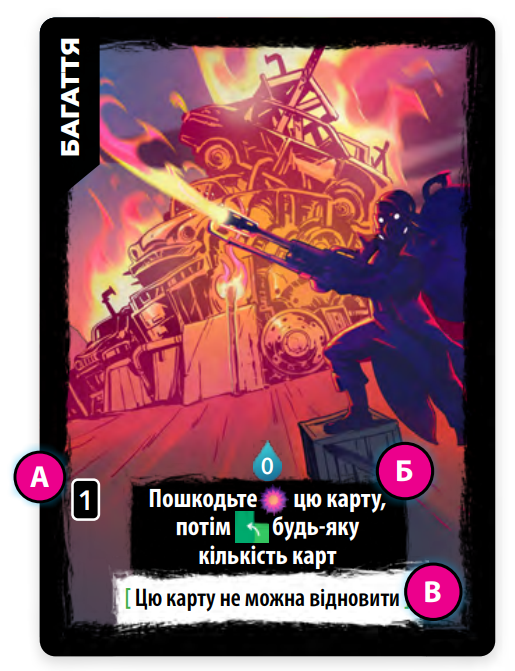 БАГАТТЯ
А
1
0
Б
Пошкодьте цю карту,
потім будь-яку
кількість карт
[ Цю карту не можна відновити ]
В